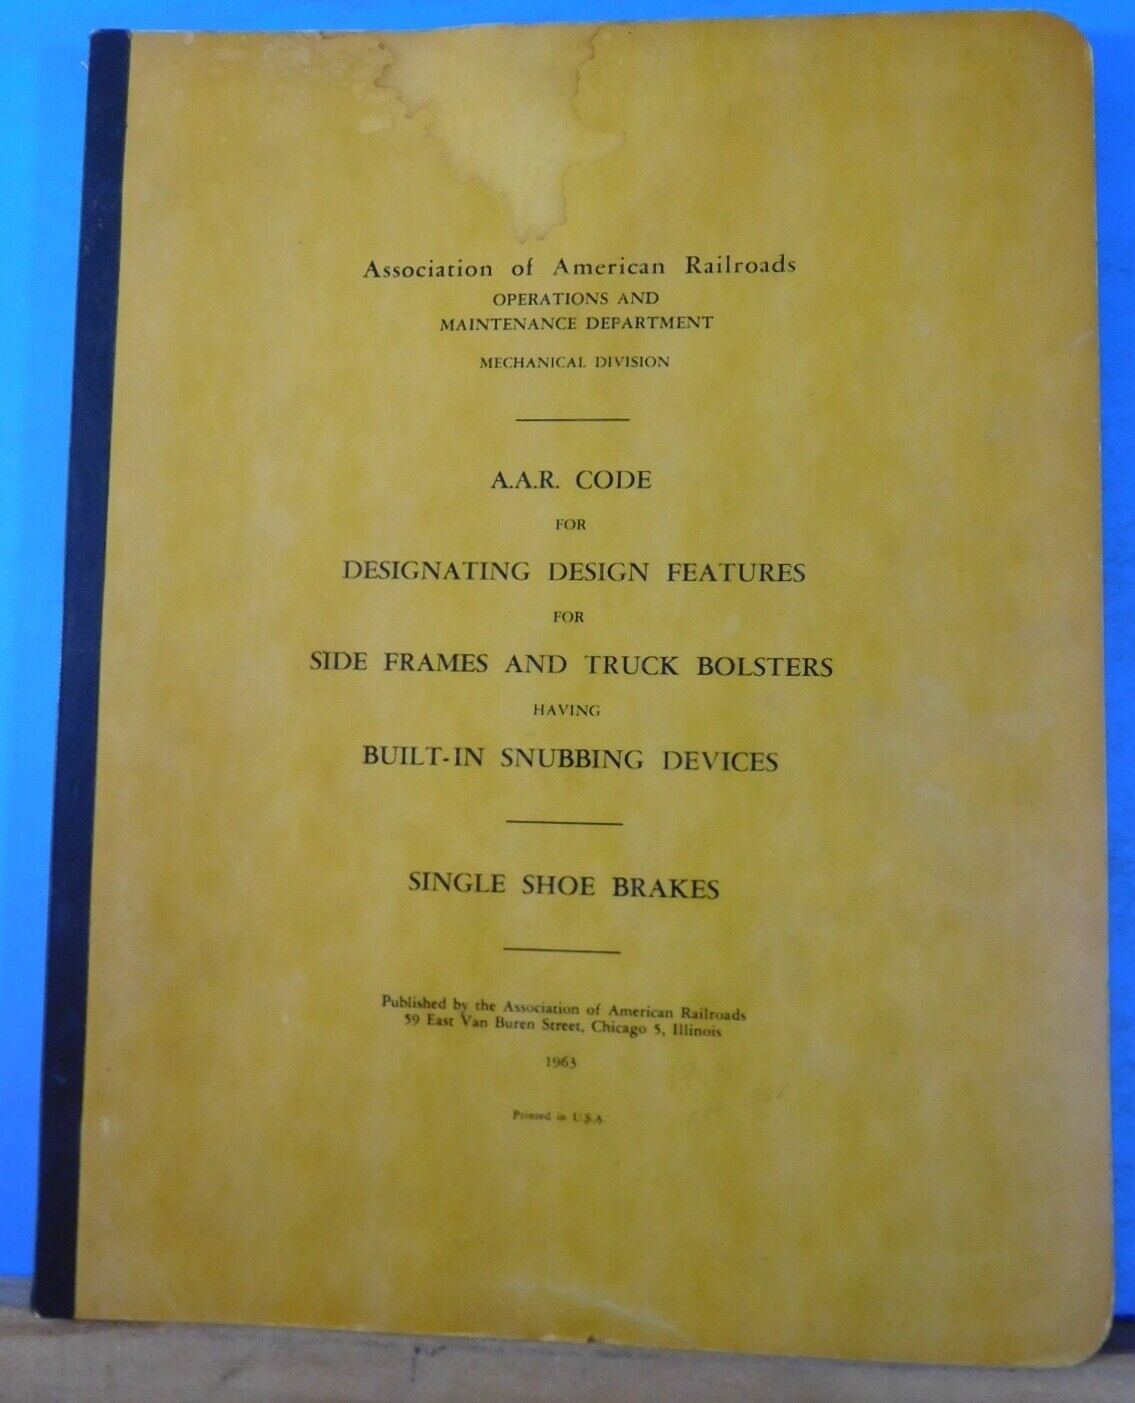 Association of American Railroads
OPERATIONS AND
MAINTENANCE DEPARTMENT
MECHANICAL DIVISION
A.A.R. CODE
FOR
DESIGNATING DESIGN FEATURES
FOR
SIDE FRAMES AND TRUCK BOLSTERS
HAVING
BUILT-IN SNUBBING DEVICES
SINGLE SHOE BRAKES
Published by the Association of American Railroads
59 East Van Buren Street, Chicago 5, Illinois
1963
Printed in U.S.A.